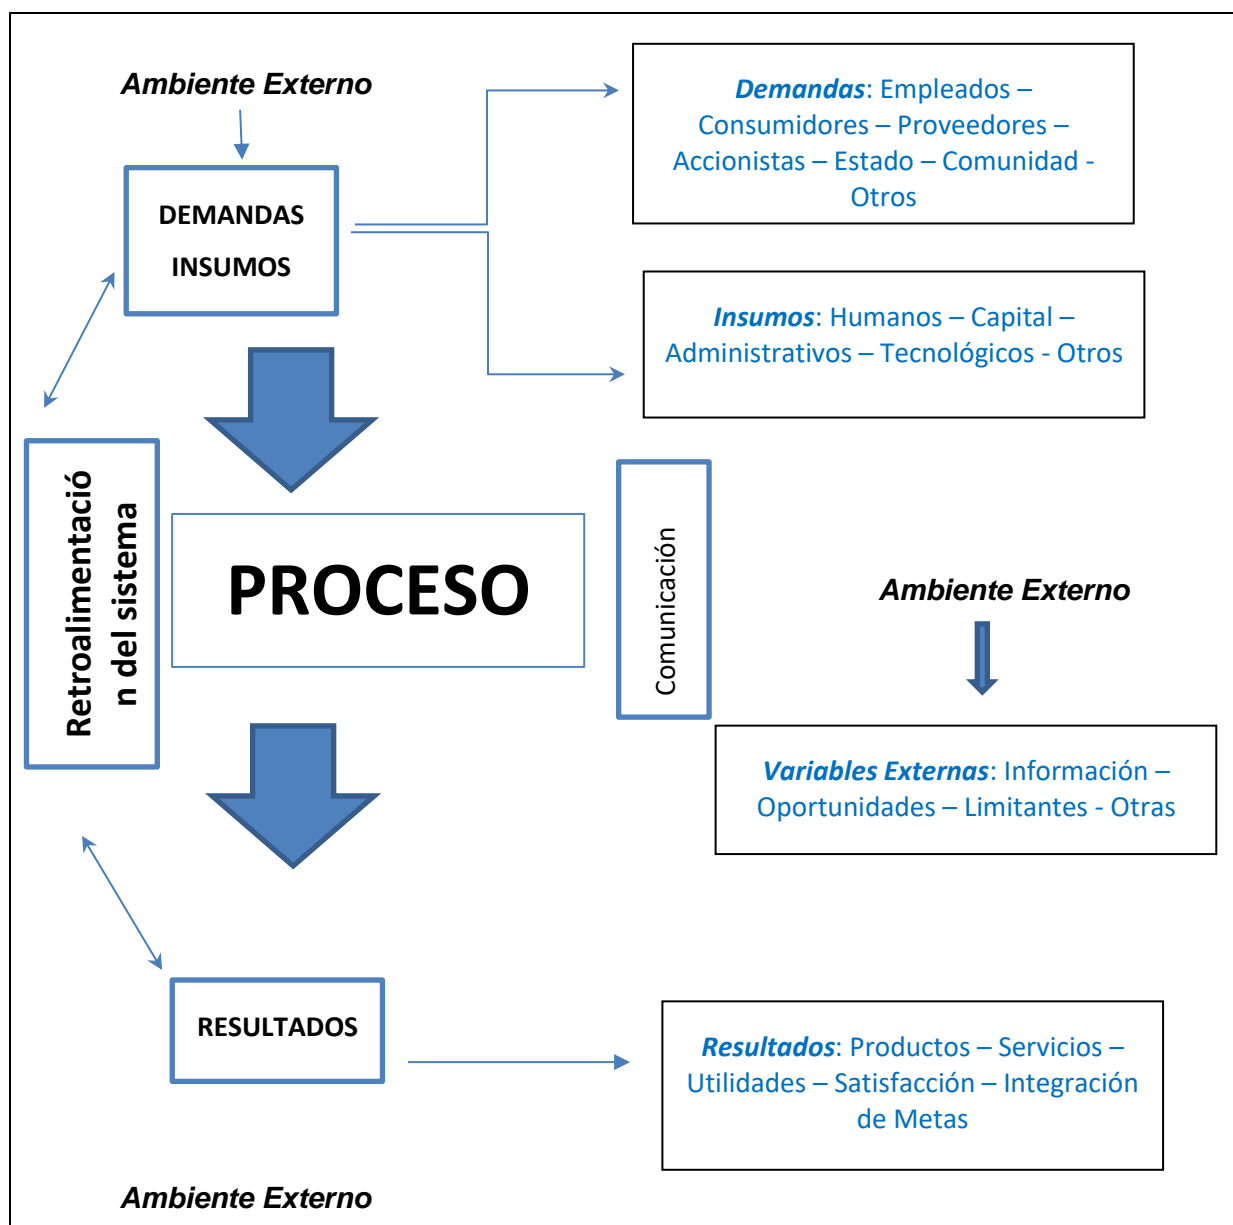 Ambiente Externo
Demandas: Empleados –
Consumidores – Proveedores –
Accionistas – Estado – Comunidad -
Otros
DEMANDAS
INSUMOS
Insumos: Humanos – Capital –
Administrativos – Tecnológicos - Otros
Retroalimentació
n del sistema
PROCESO
Comunicación
Ambiente Externo
Variables Externas: Información –
Oportunidades – Limitantes - Otras
RESULTADOS
Resultados: Productos – Servicios –
Utilidades – Satisfacción – Integración
de Metas
Ambiente Externo